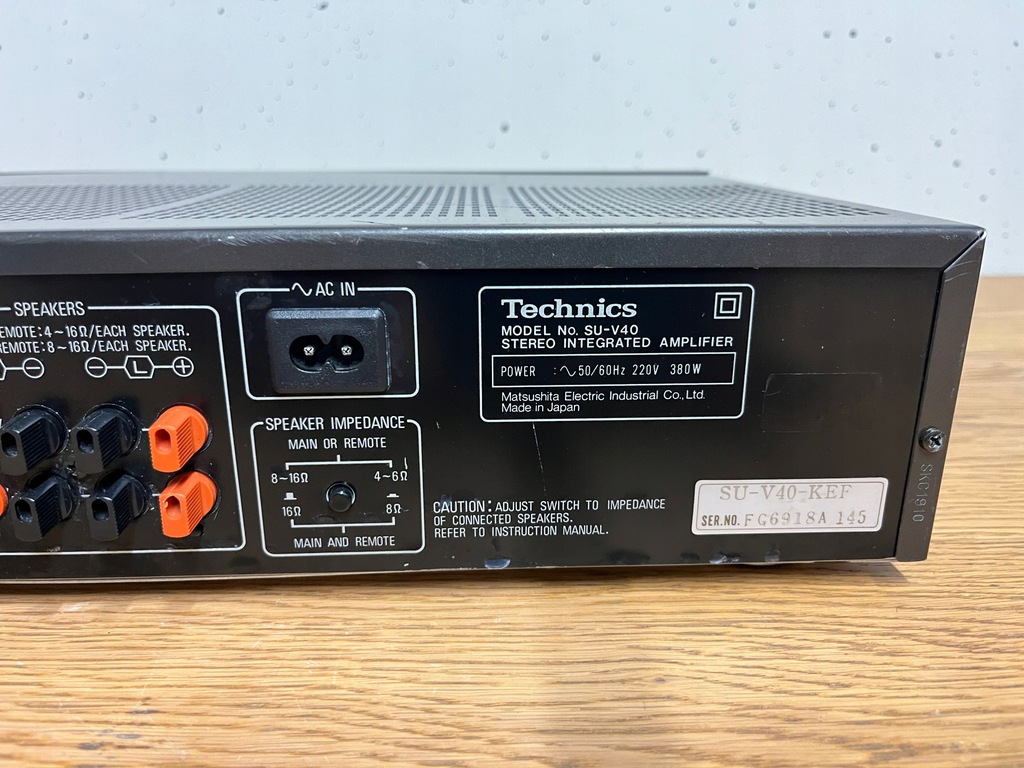 SPEAKERS
REMOTE:4~16Ω/EACH SPEAKER.
REMOTE:8~16Ω/EACH SPEAKER.
− L +
∿ AC IN
SPEAKER IMPEDANCE
MAIN OR REMOTE
8~16Ω 4~6Ω
16Ω 8Ω
MAIN AND REMOTE
Technics
MODEL No. SU-V40
STEREO INTEGRATED AMPLIFIER
POWER : ∿50/60Hz 220V 380W
Matsushita Electric Industrial Co., Ltd.
Made in Japan
CAUTION: ADJUST SWITCH TO IMPEDANCE
OF CONNECTED SPEAKERS.
REFER TO INSTRUCTION MANUAL.
SU-V40-KEF
SER.NO. FG6918A 145
SKC1910